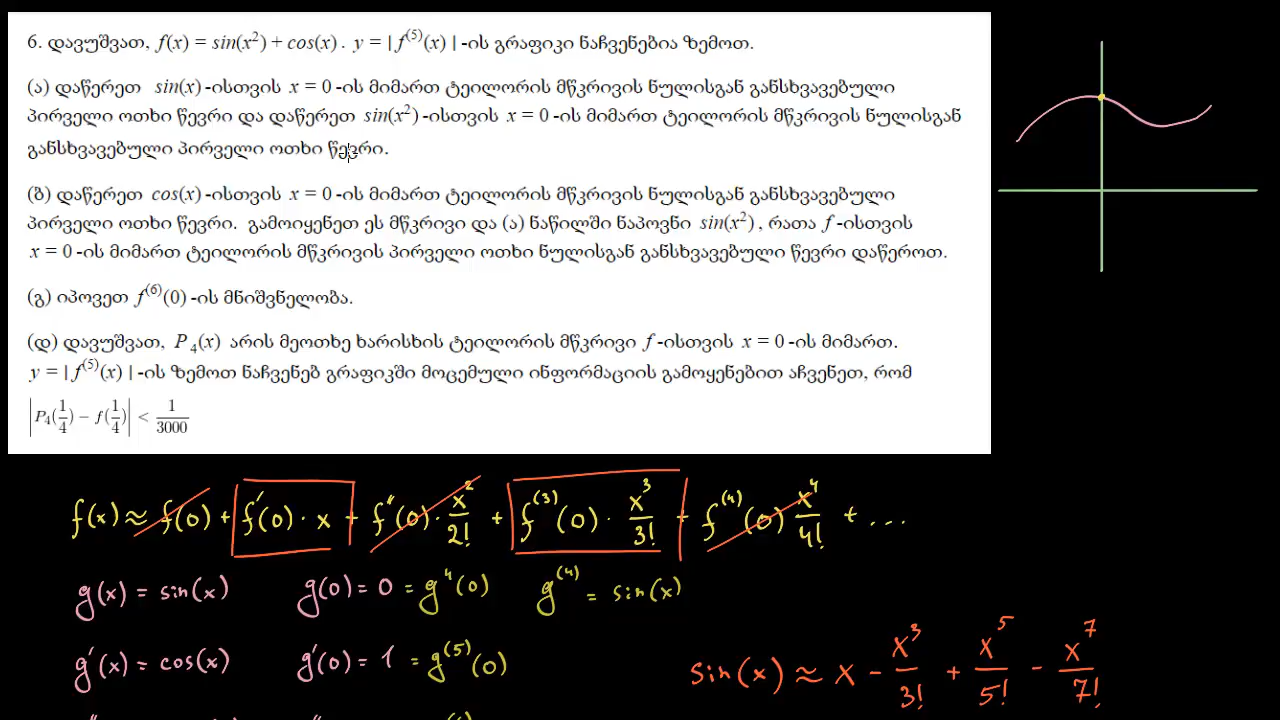 6. დავუშვათ, f(x) = sin(x²) + cos(x). y = | f⁽⁵⁾(x) | -ის გრაფიკი ნაჩვენებია ზემოთ.
(ა) დაწერეთ sin(x)-ისთვის x = 0 -ის მიმართ ტეილორის მწკრივის ნულისგან განსხვავებული
პირველი ოთხი წევრი და დაწერეთ sin(x²)-ისთვის x = 0 -ის მიმართ ტეილორის მწკრივის ნულისგან
განსხვავებული პირველი ოთხი წევრი.
(ბ) დაწერეთ cos(x)-ისთვის x = 0 -ის მიმართ ტეილორის მწკრივის ნულისგან განსხვავებული
პირველი ოთხი წევრი. გამოიყენეთ ეს მწკრივი და (ა) ნაწილში ნაპოვნი sin(x²), რათა f-ისთვის
x = 0 -ის მიმართ ტეილორის მწკრივის პირველი ოთხი ნულისგან განსხვავებული წევრი დაწეროთ.
(გ) იპოვეთ f⁽⁶⁾(0) -ის მნიშვნელობა.
(დ) დავუშვათ, P₄(x) არის მეოთხე ხარისხის ტეილორის მწკრივი f-ისთვის x = 0 -ის მიმართ.
y = | f⁽⁵⁾(x) | -ის ზემოთ ნაჩვენებ გრაფიკში მოცემული ინფორმაციის გამოყენებით აჩვენეთ, რომ
|P₄(1/4) − f(1/4)| < 1/3000
f(x) ≈ f(0) + f′(0) · x + f″(0) · x²/2! + f⁽³⁾(0) · x³/3! + f⁽⁴⁾(0) x⁴/4! + ...
g(x) = sin(x) g(0) = 0 = g⁴(0) g⁽⁴⁾ = sin(x)
g′(x) = cos(x) g′(0) = 1 = g⁽⁵⁾(0)
sin(x) ≈ x − x³/3! + x⁵/5! − x⁷/7!